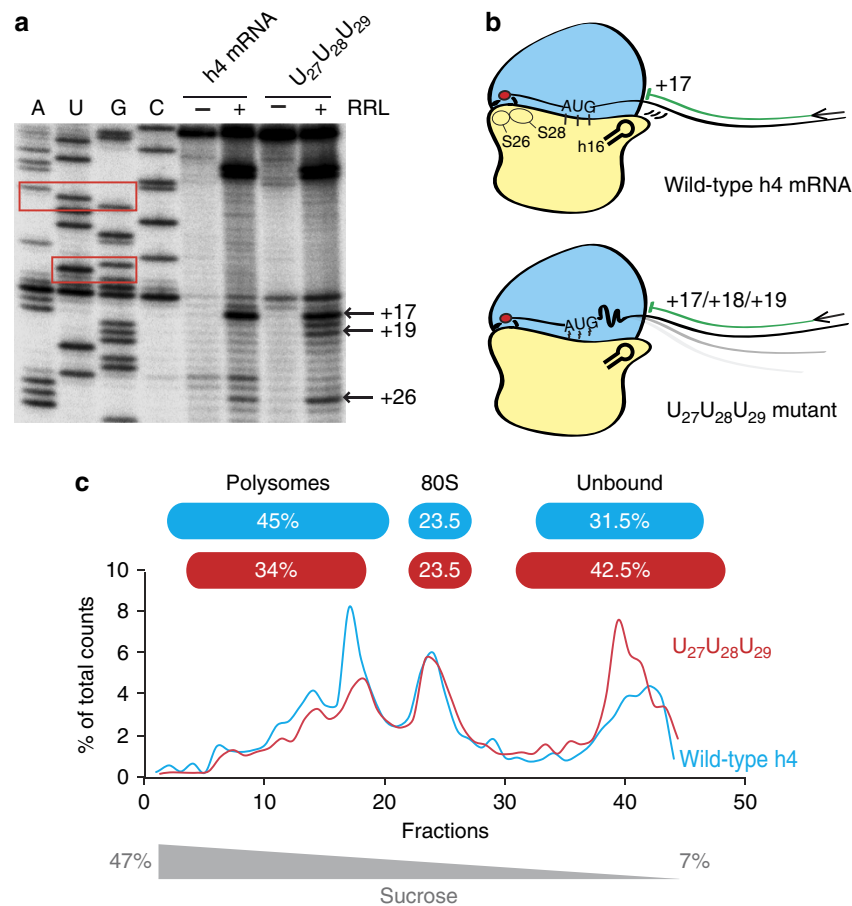 a
h4 mRNA
U27U28U29
A U G C – + – + RRL
+17
+19
+26
b
+17
AUG
S28
S26
h16
Wild-type h4 mRNA
+17/+18/+19
AUG
U27U28U29 mutant
c
Polysomes 80S Unbound
45% 23.5 31.5%
34% 23.5 42.5%
% of total counts
10
8
6
4
2
0
U27U28U29
Wild-type h4
0 10 20 30 40 50
Fractions
47% 7%
Sucrose